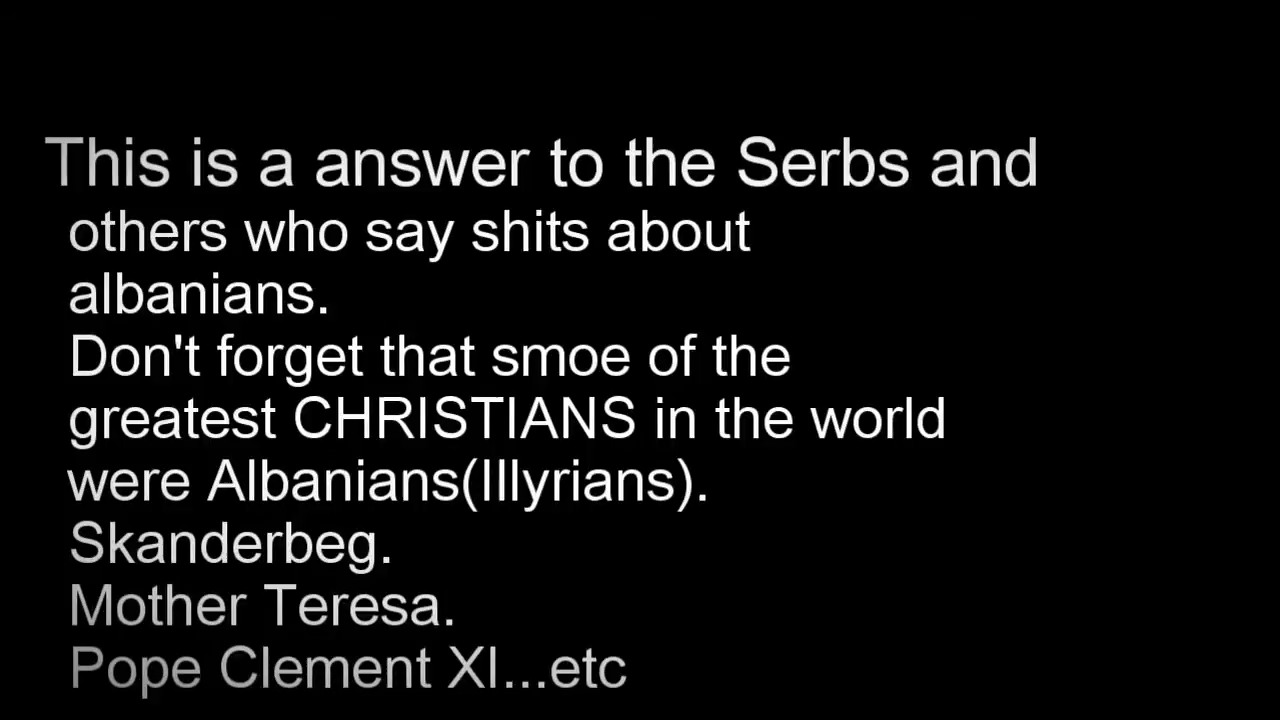 This is a answer to the Serbs and
others who say shits about
albanians.
Don't forget that smoe of the
greatest CHRISTIANS in the world
were Albanians(Illyrians).
Skanderbeg.
Mother Teresa.
Pope Clement XI...etc